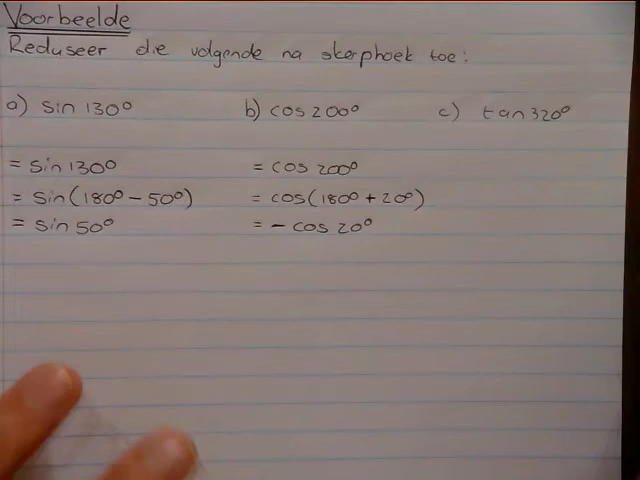 Voorbeelde
Reduseer die volgende na skerphoek toe:
a) sin 130° b) cos 200° c) tan 320°
= sin 130° = cos 200°
= sin(180° - 50°) = cos(180° + 20°)
= sin 50° = - cos 20°